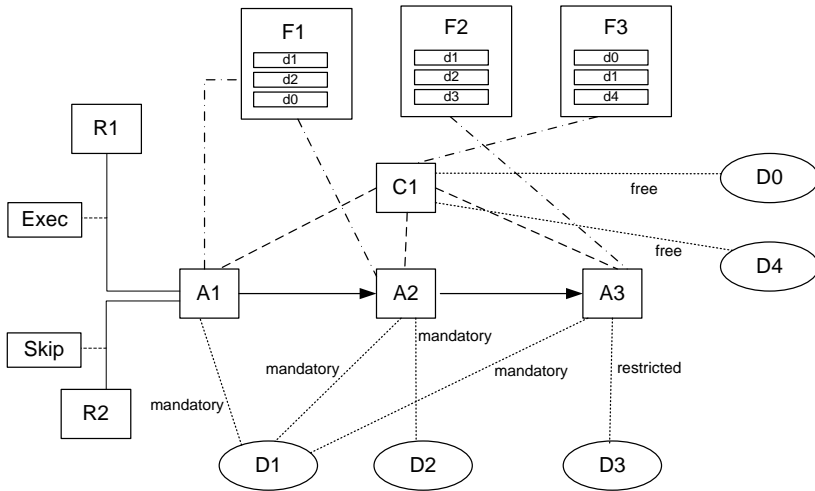 F1
d1
d2
d0
F2
d1
d2
d3
F3
d0
d1
d4
R1
C1
free
D0
Exec
free
D4
A1
A2
A3
Skip
mandatory
mandatory
mandatory
restricted
mandatory
R2
D1
D2
D3